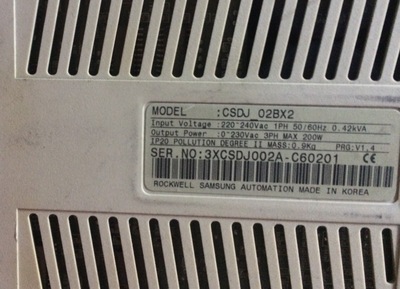 MODEL :CSDJ 02BX2
Input Voltage :220~240Vac 1PH 50/60Hz 0.42kVA
Output Power :0~230Vac 3PH MAX 200W
IP20 POLLUTION DEGREE II MASS:0.9Kg PRG:V1.4
SER.NO:3XCSDJ002A-C60201 CE
ROCKWELL SAMSUNG AUTOMATION MADE IN KOREA